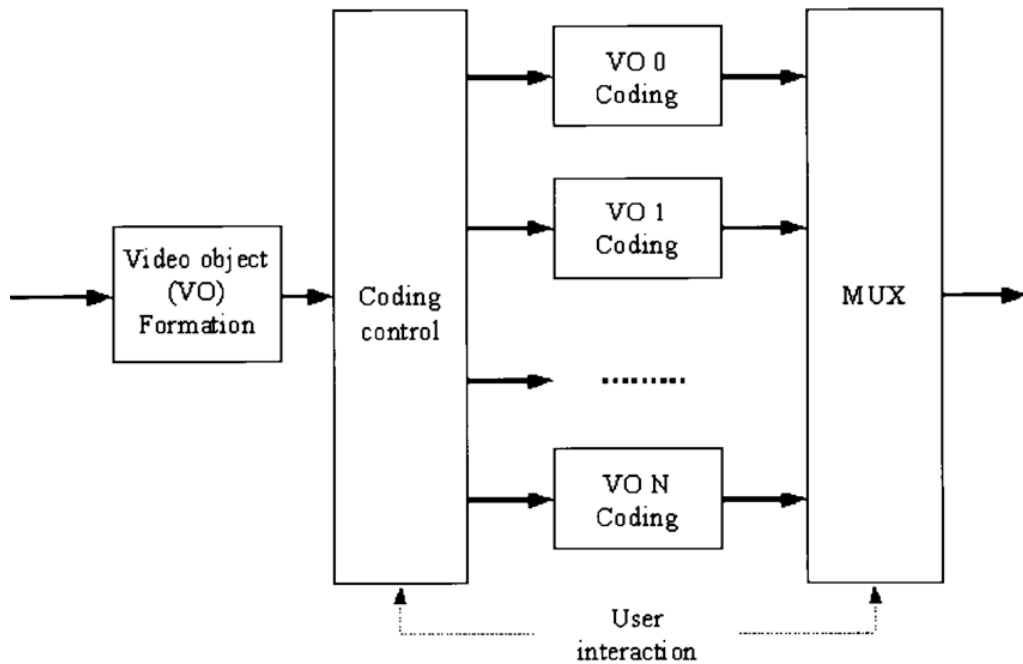 Video object
(VO)
Formation
Coding
control
VO 0
Coding
VO 1
Coding
.........
VO N
Coding
MUX
User
interaction